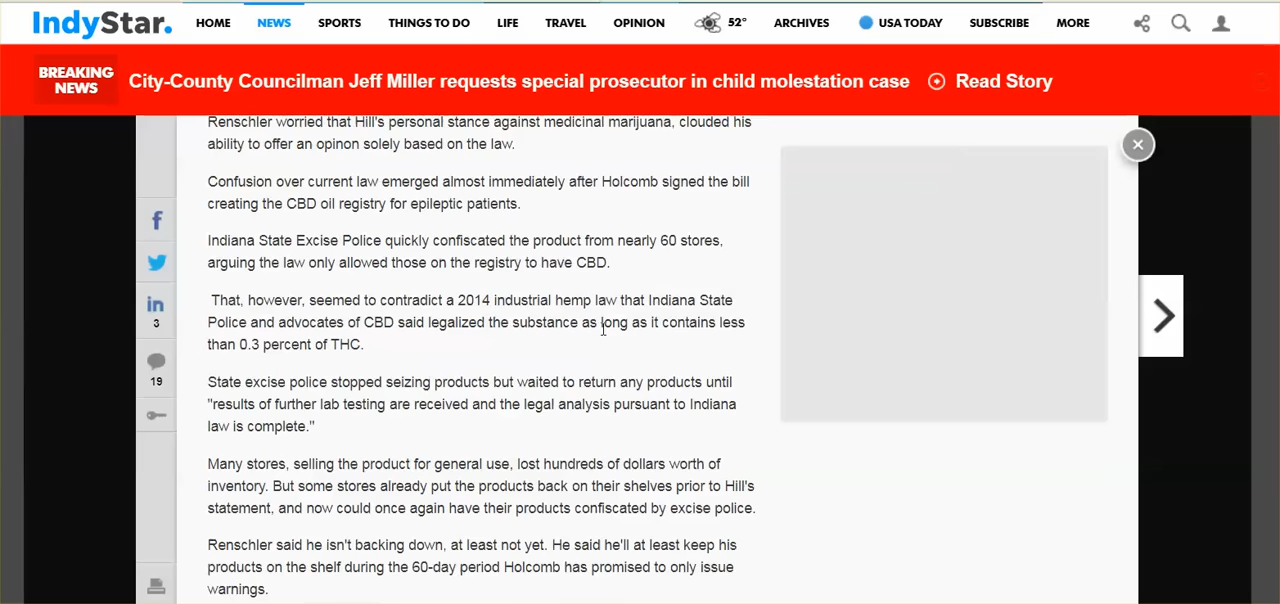 IndyStar.
HOME NEWS SPORTS THINGS TO DO LIFE TRAVEL OPINION 52° ARCHIVES USA TODAY SUBSCRIBE MORE
BREAKING
NEWS
City-County Councilman Jeff Miller requests special prosecutor in child molestation case Read Story
Renschler worried that Hill's personal stance against medicinal marijuana, clouded his
ability to offer an opinon solely based on the law.
Confusion over current law emerged almost immediately after Holcomb signed the bill
creating the CBD oil registry for epileptic patients.
Indiana State Excise Police quickly confiscated the product from nearly 60 stores,
arguing the law only allowed those on the registry to have CBD.
That, however, seemed to contradict a 2014 industrial hemp law that Indiana State
Police and advocates of CBD said legalized the substance as long as it contains less
than 0.3 percent of THC.
State excise police stopped seizing products but waited to return any products until
"results of further lab testing are received and the legal analysis pursuant to Indiana
law is complete."
Many stores, selling the product for general use, lost hundreds of dollars worth of
inventory. But some stores already put the products back on their shelves prior to Hill's
statement, and now could once again have their products confiscated by excise police.
Renschler said he isn't backing down, at least not yet. He said he'll at least keep his
products on the shelf during the 60-day period Holcomb has promised to only issue
warnings.
f
in
3
19